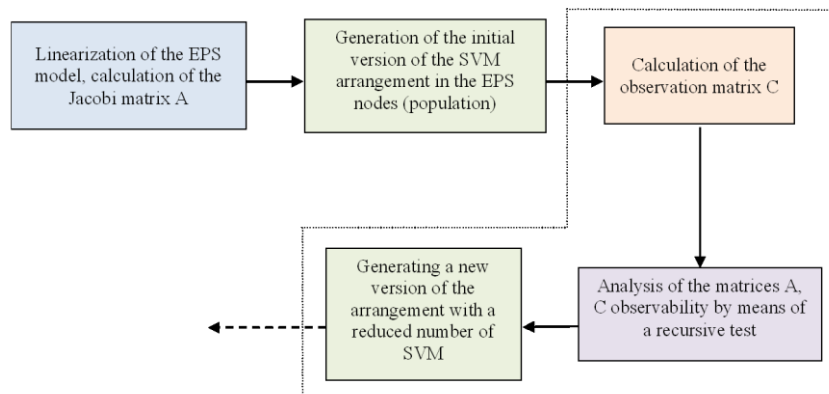 Linearization of the EPS
model, calculation of the
Jacobi matrix A
Generation of the initial
version of the SVM
arrangement in the EPS
nodes (population)
Calculation of the
observation matrix C
Analysis of the matrices A,
C observability by means of
a recursive test
Generating a new
version of the
arrangement with a
reduced number of
SVM